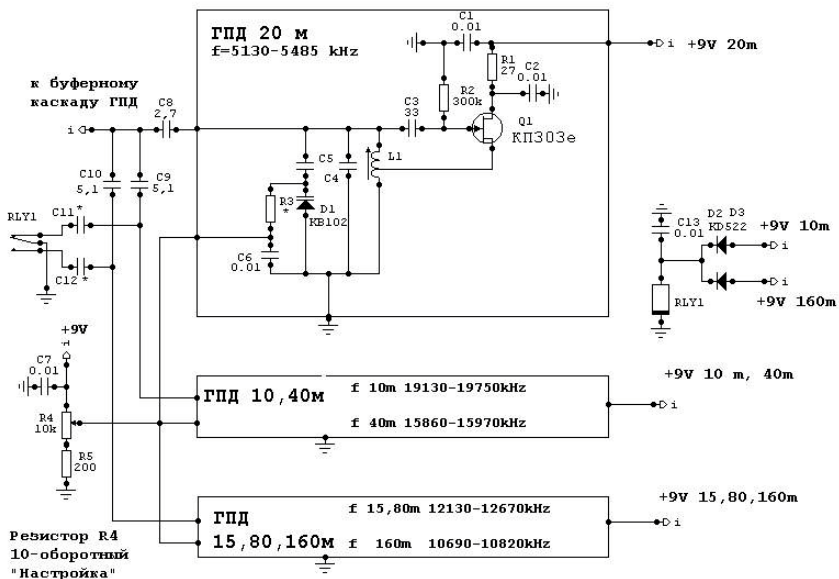 ГПД 20 м
f=5130-5485 kHz
C1
0.01
i +9V 20m
R1
27
C2
0.01
R2
300k
к буферному
каскаду ГПД
i
C8
2,7
C3
33
Q1
КП303е
C10
5,1
C9
5,1
C5
C4
L1
R3
*
D1
KB102
RLY1
C11 *
C12 *
C6
0.01
C13
0.01
D2 D3
KD522
+9V 10m
i
i
+9V 160m
RLY1
+9V
i
C7
0.01
R4
10k
R5
200
ГПД 10,40м
f 10m 19130-19750kHz
f 40m 15860-15970kHz
+9V 10 m, 40m
i
ГПД
15,80,160м
f 15,80m 12130-12670kHz
f 160m 10690-10820kHz
+9V 15,80,160m
i
Резистор R4
10-оборотный
"Настройка"